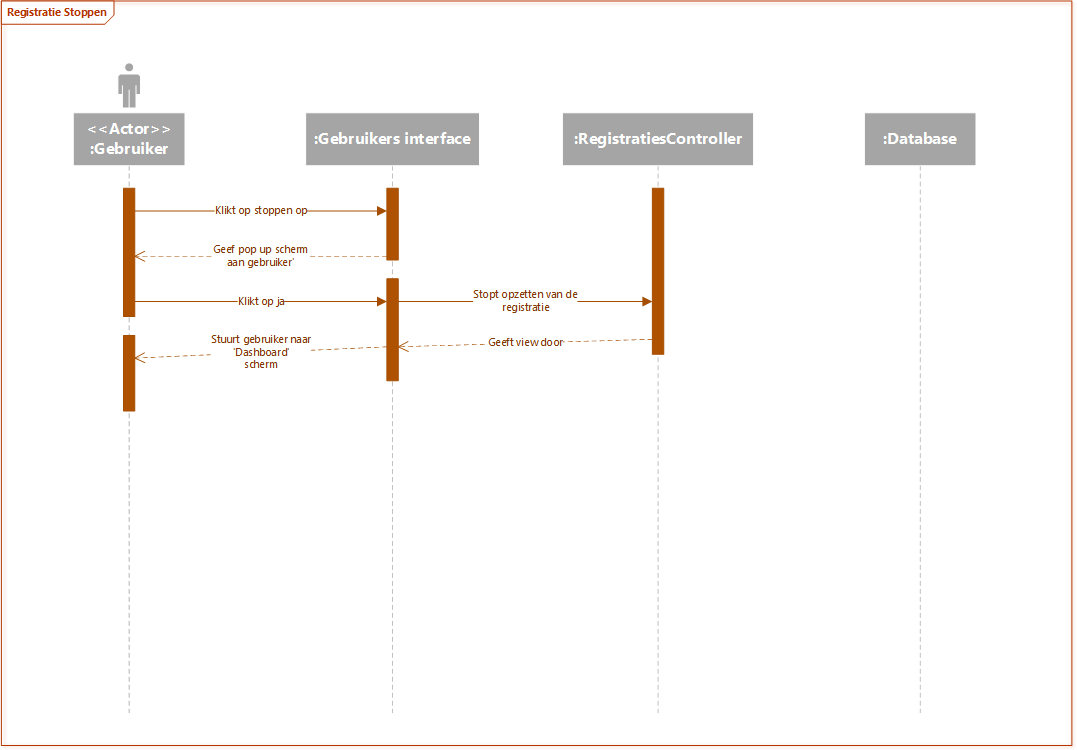 Registratie Stoppen
<<Actor>>
:Gebruiker
:Gebruikers interface
:RegistratiesController
:Database
Klikt op stoppen op
Geef pop up scherm
aan gebruiker'
Klikt op ja
Stopt opzetten van de
registratie
Geeft view door
Stuurt gebruiker naar
'Dashboard'
scherm